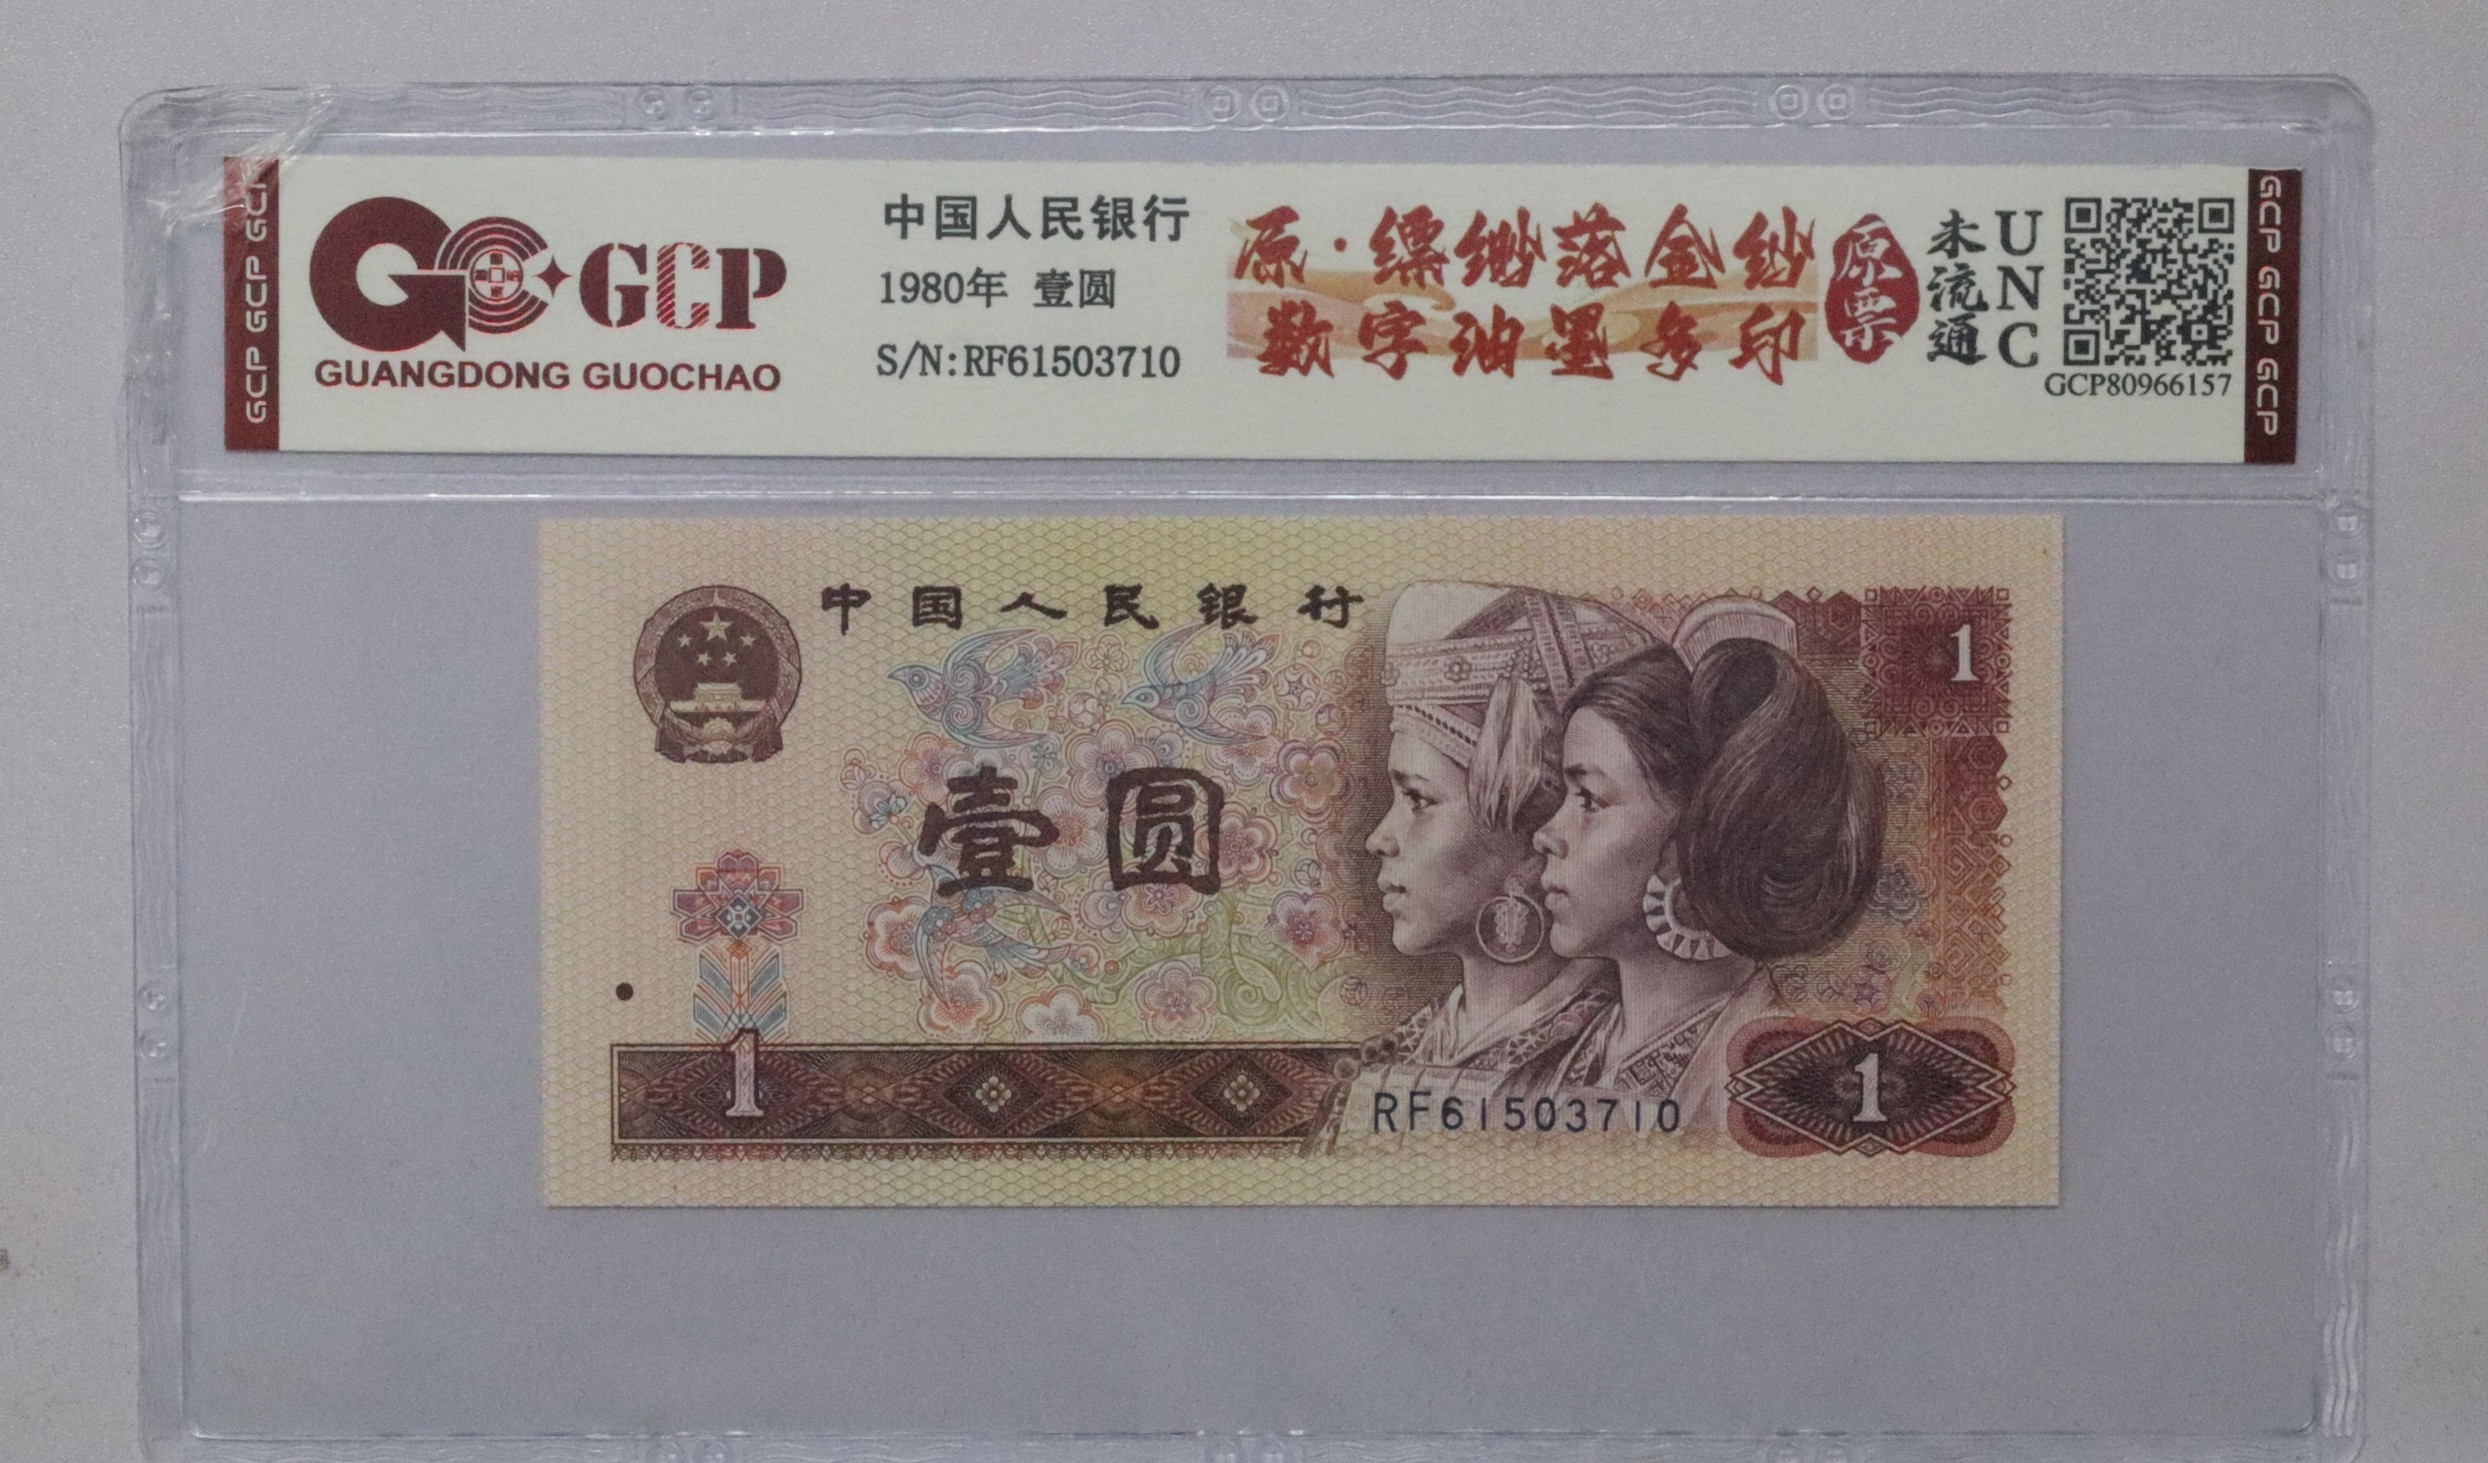 GCP GCP GCP
GCP
GUANGDONG GUOCHAO
中国人民银行
1980年 壹圆
S/N:RF61503710
原·缥缈落金纱
数字油墨多印
原票
未流通
UNC
GCP80966157
GCP GCP GCP
中国人民银行
1
壹圆
1
RF61503710
1